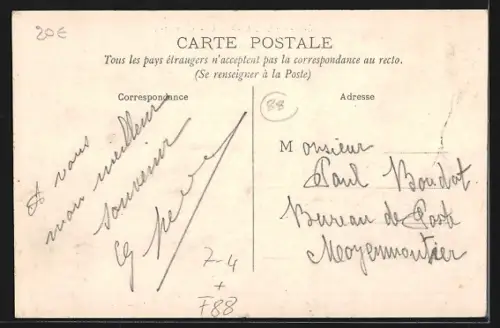 20€
CARTE POSTALE
Tous les pays étrangers n'acceptent pas la correspondance au recto.
(Se renseigner à la Poste)
Correspondance
88
Adresse
A vous
mon meilleur
souvenir
Monsieur
Paul Boudot
Bureau de Poste
Moyenmoutier
7-4
+
F88